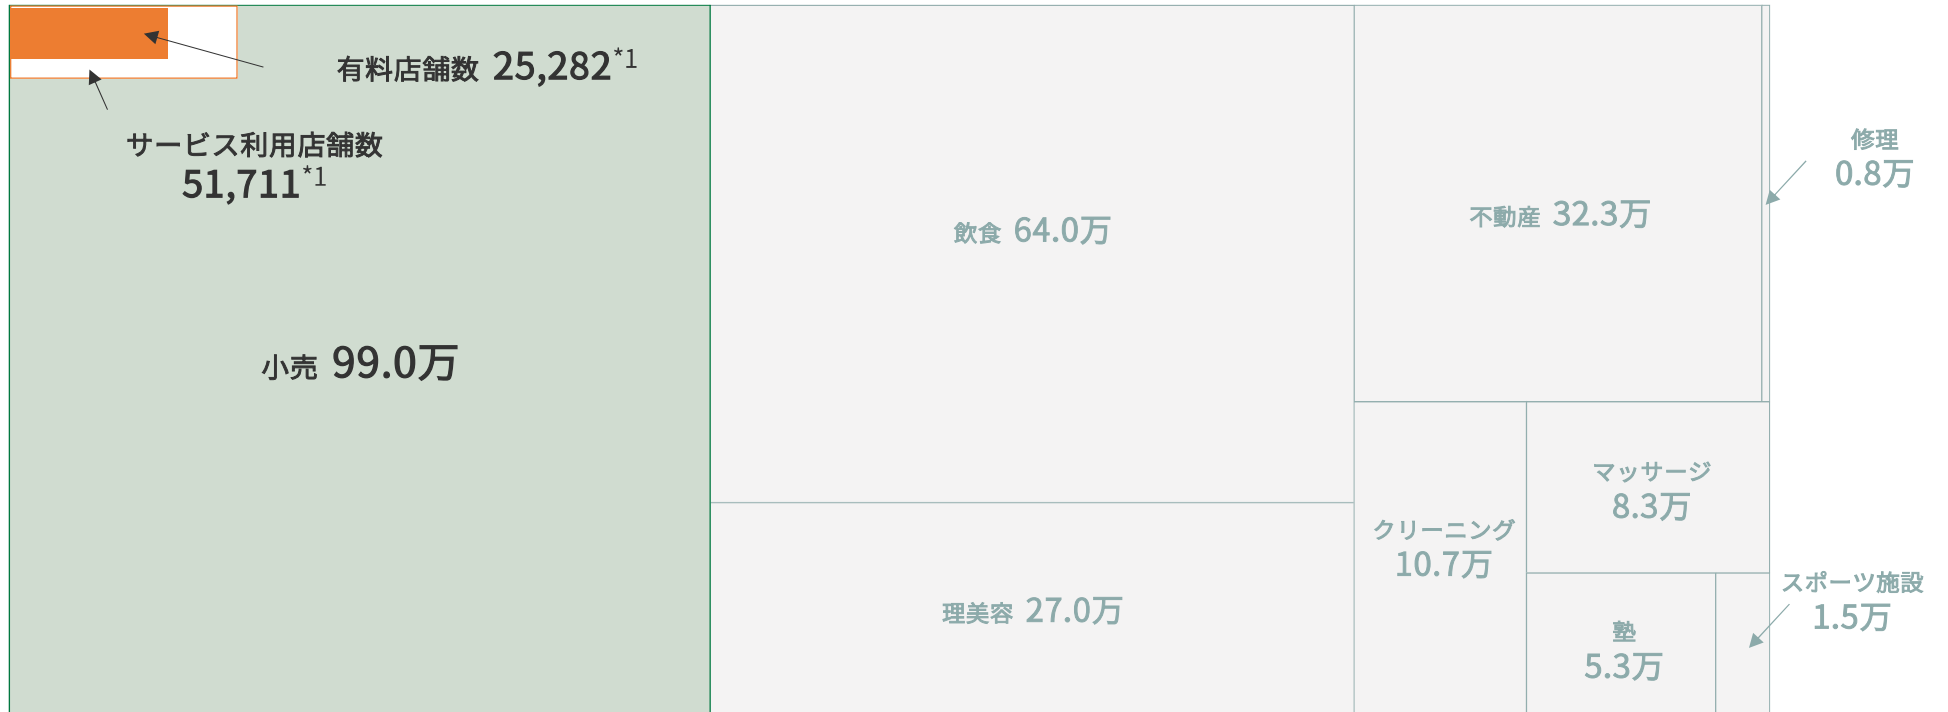 有料店舗数 25,282*1
サービス利用店舗数
51,711*1
小売 99.0万
飲食 64.0万
理美容 27.0万
不動産 32.3万
修理
0.8万
クリーニング
10.7万
マッサージ
8.3万
塾
5.3万
スポーツ施設
1.5万